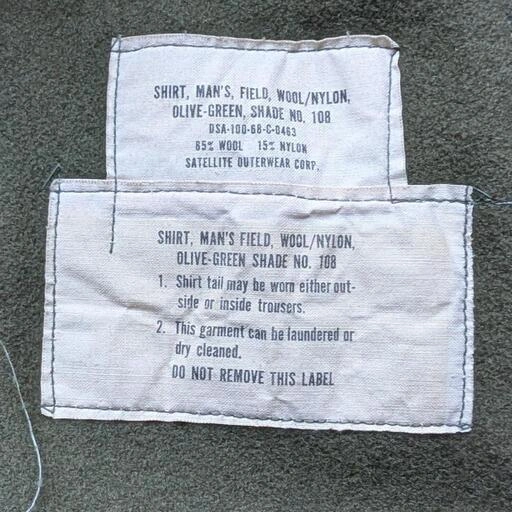 SHIRT, MAN'S, FIELD, WOOL/NYLON,
OLIVE-GREEN, SHADE NO. 108
DSA-100-68-C-0463
85% WOOL 15% NYLON
SATELLITE OUTERWEAR CORP.
SHIRT, MAN'S FIELD, WOOL/NYLON,
OLIVE-GREEN SHADE NO. 108
1. Shirt tail may be worn either out-
side or inside trousers.
2. This garment can be laundered or
dry cleaned.
DO NOT REMOVE THIS LABEL